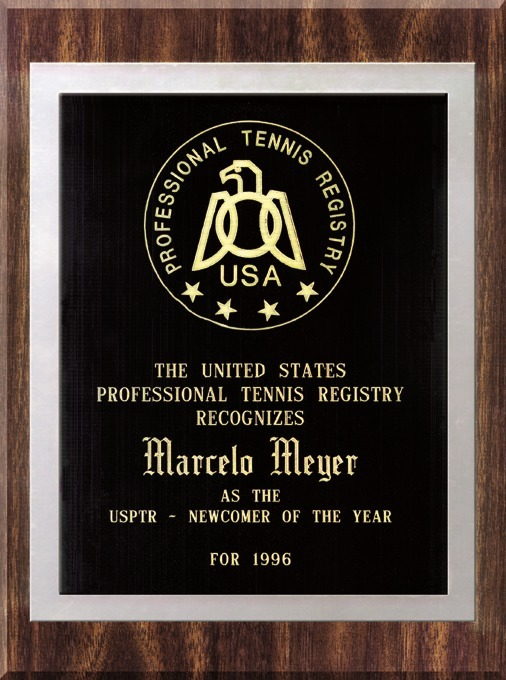 PROFESSIONAL TENNIS REGISTRY
USA
THE UNITED STATES
PROFESSIONAL TENNIS REGISTRY
RECOGNIZES
Marcelo Meyer
AS THE
USPTR - NEWCOMER OF THE YEAR
FOR 1996